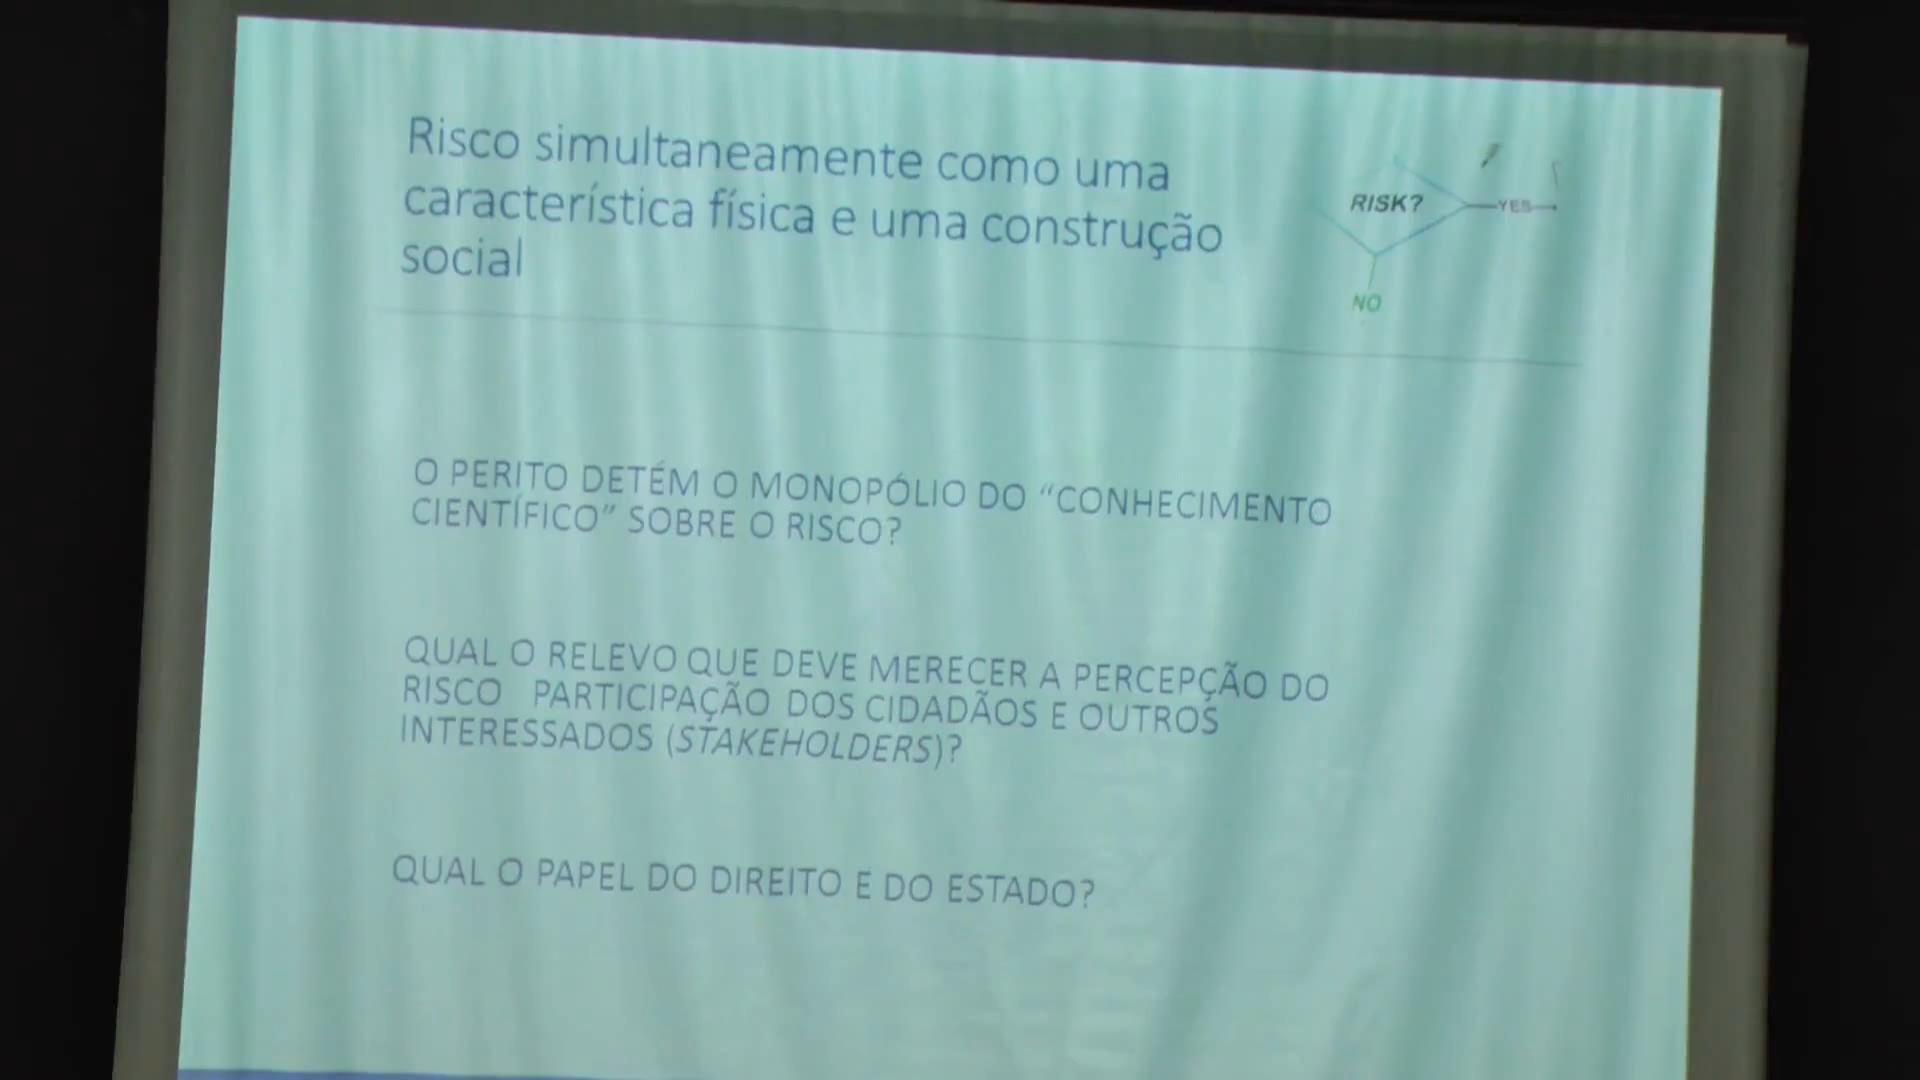 Risco simultaneamente como uma
característica física e uma construção
social
RISK?
YES
NO
O PERITO DETÉM O MONOPÓLIO DO “CONHECIMENTO
CIENTÍFICO” SOBRE O RISCO?
QUAL O RELEVO QUE DEVE MERECER A PERCEPÇÃO DO
RISCO PARTICIPAÇÃO DOS CIDADÃOS E OUTROS
INTERESSADOS (STAKEHOLDERS)?
QUAL O PAPEL DO DIREITO E DO ESTADO?